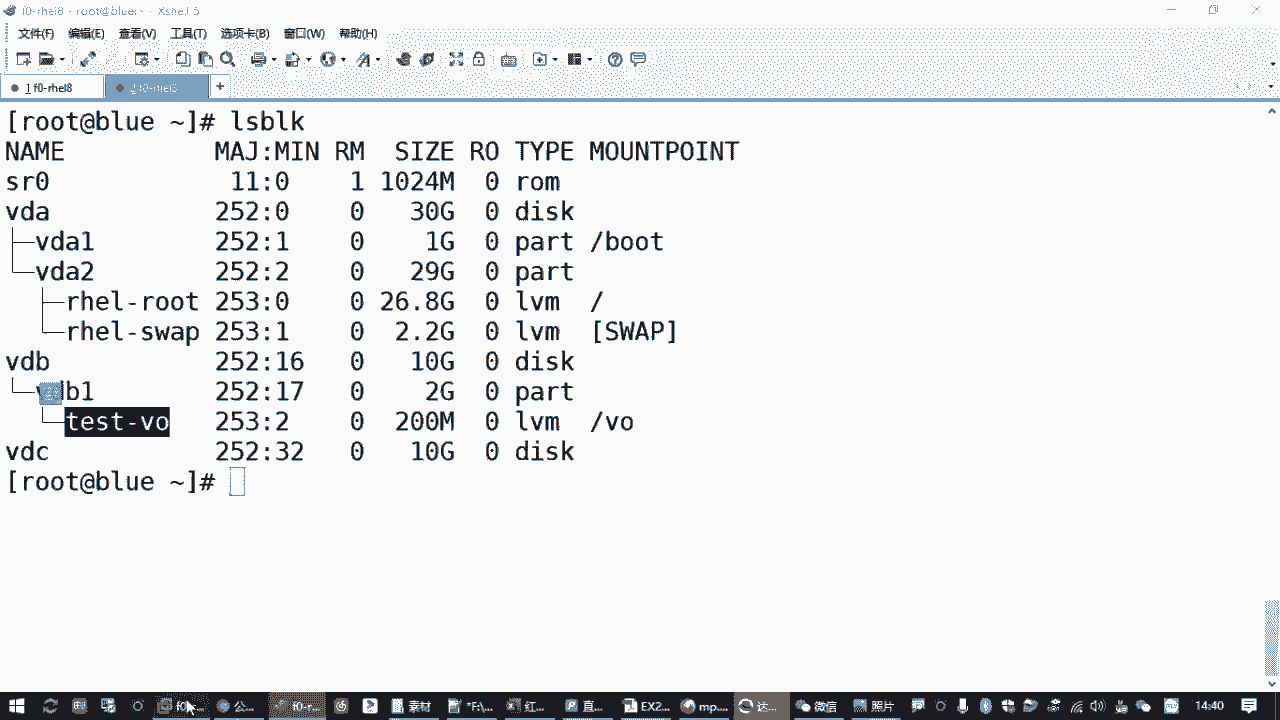 f0-rhel8 - root@blue:~ - Xshell 5
文件(F) 编辑(E) 查看(V) 工具(T) 选项卡(B) 窗口(W) 帮助(H)
1 f0-rhel8 2 f0-rhel8 +
[root@blue ~]# lsblk
NAME MAJ:MIN RM SIZE RO TYPE MOUNTPOINT
sr0 11:0 1 1024M 0 rom
vda 252:0 0 30G 0 disk
├─vda1 252:1 0 1G 0 part /boot
└─vda2 252:2 0 29G 0 part
├─rhel-root 253:0 0 26.8G 0 lvm /
└─rhel-swap 253:1 0 2.2G 0 lvm [SWAP]
vdb 252:16 0 10G 0 disk
└─vdb1 252:17 0 2G 0 part
└─test-vo 253:2 0 200M 0 lvm /vo
vdc 252:32 0 10G 0 disk
[root@blue ~]#
f0-... 公... f0-r... 素材 *F:\... 红... 直... EX2... mp... 达... 微信 照片 14:40